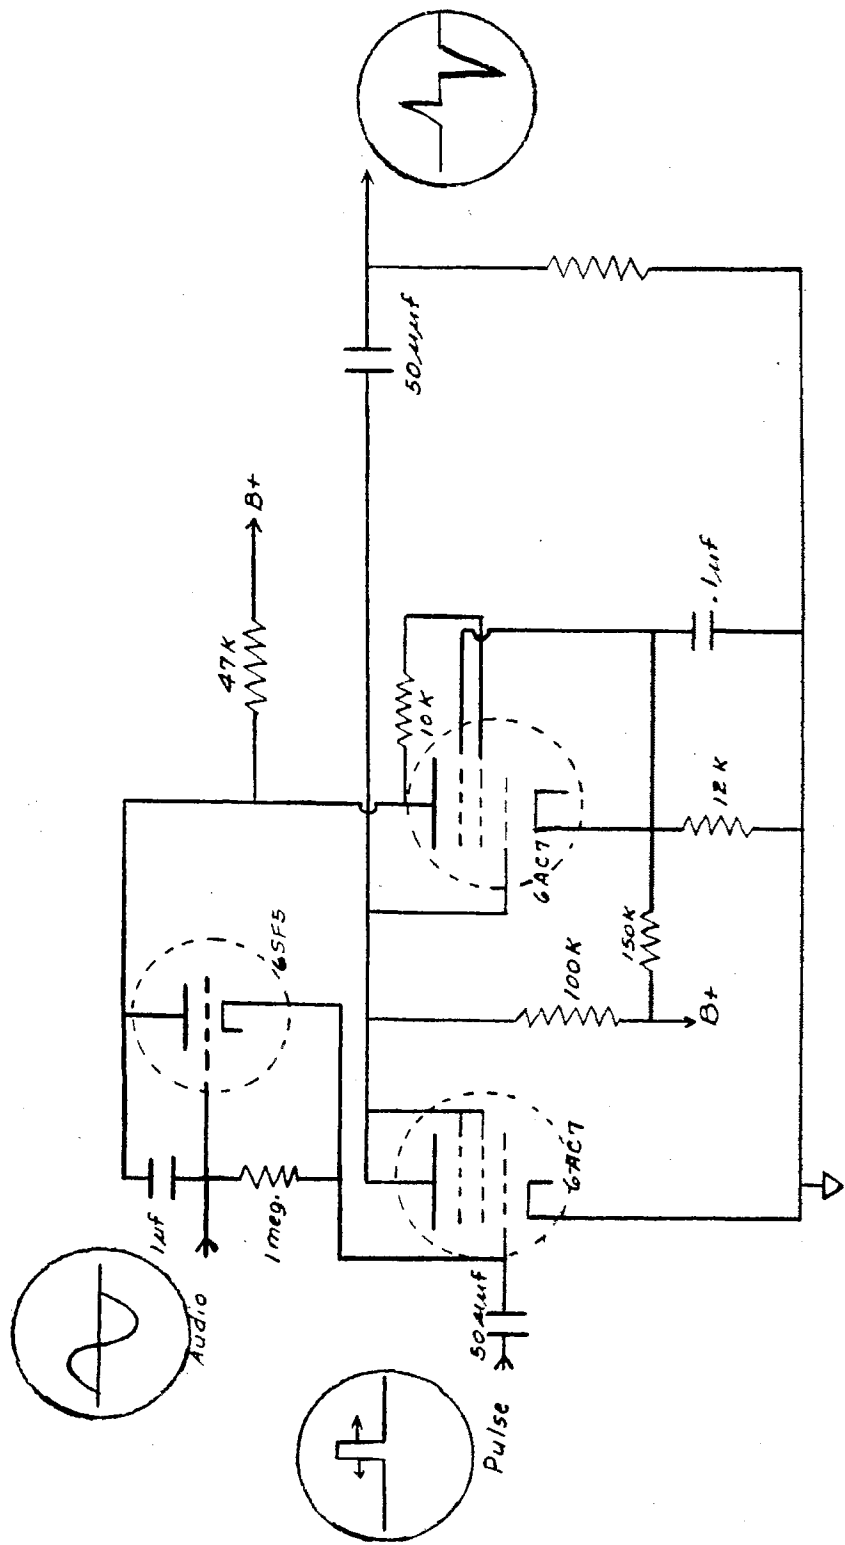 50μμf
47K
B+
.1μf
10K
12K
6AC7
6SF5
150K
100K
B+
6AC7
1μf
1meg.
Audio
50μμf
Pulse